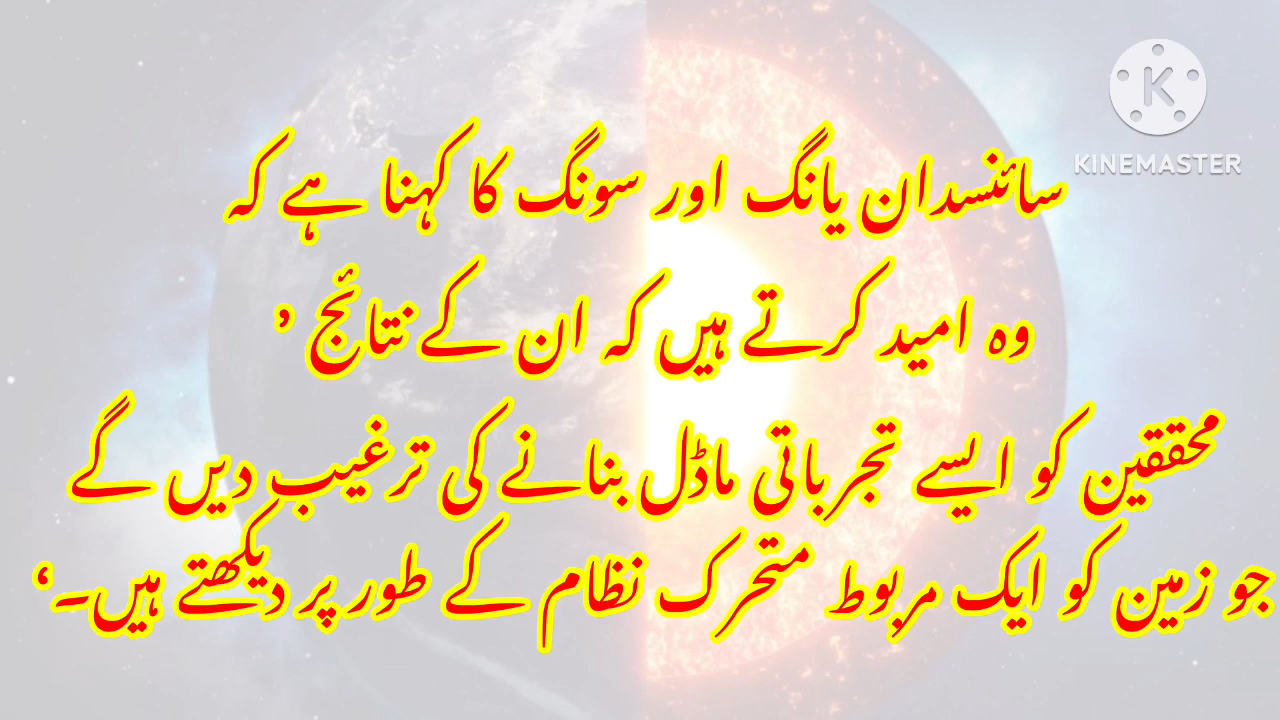 KINEMASTER
سائنسدان یانگ اور سونگ کا کہنا ہے کہ
وہ امید کرتے ہیں کہ ان کے نتائج ’
محققین کو ایسے تجرباتی ماڈل بنانے کی ترغیب دیں گے
جو زمین کو ایک مربوط متحرک نظام کے طور پر دیکھتے ہیں۔‘